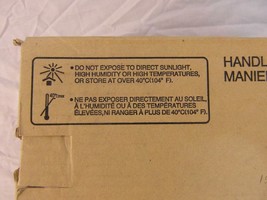 • DO NOT EXPOSE TO DIRECT SUNLIGHT,
HIGH HUMIDITY OR HIGH TEMPERATURES,
OR STORE AT OVER 40°C(104° F).
40°C
• NE PAS EXPOSER DIRECTEMENT AU SOLEIL,
À L'HUMIDITÉ OU À DES TEMPÉRATURES
ÉLEVÉES,NI RANGER À PLUS DE 40°C(104° F).
HANDL
MANIE